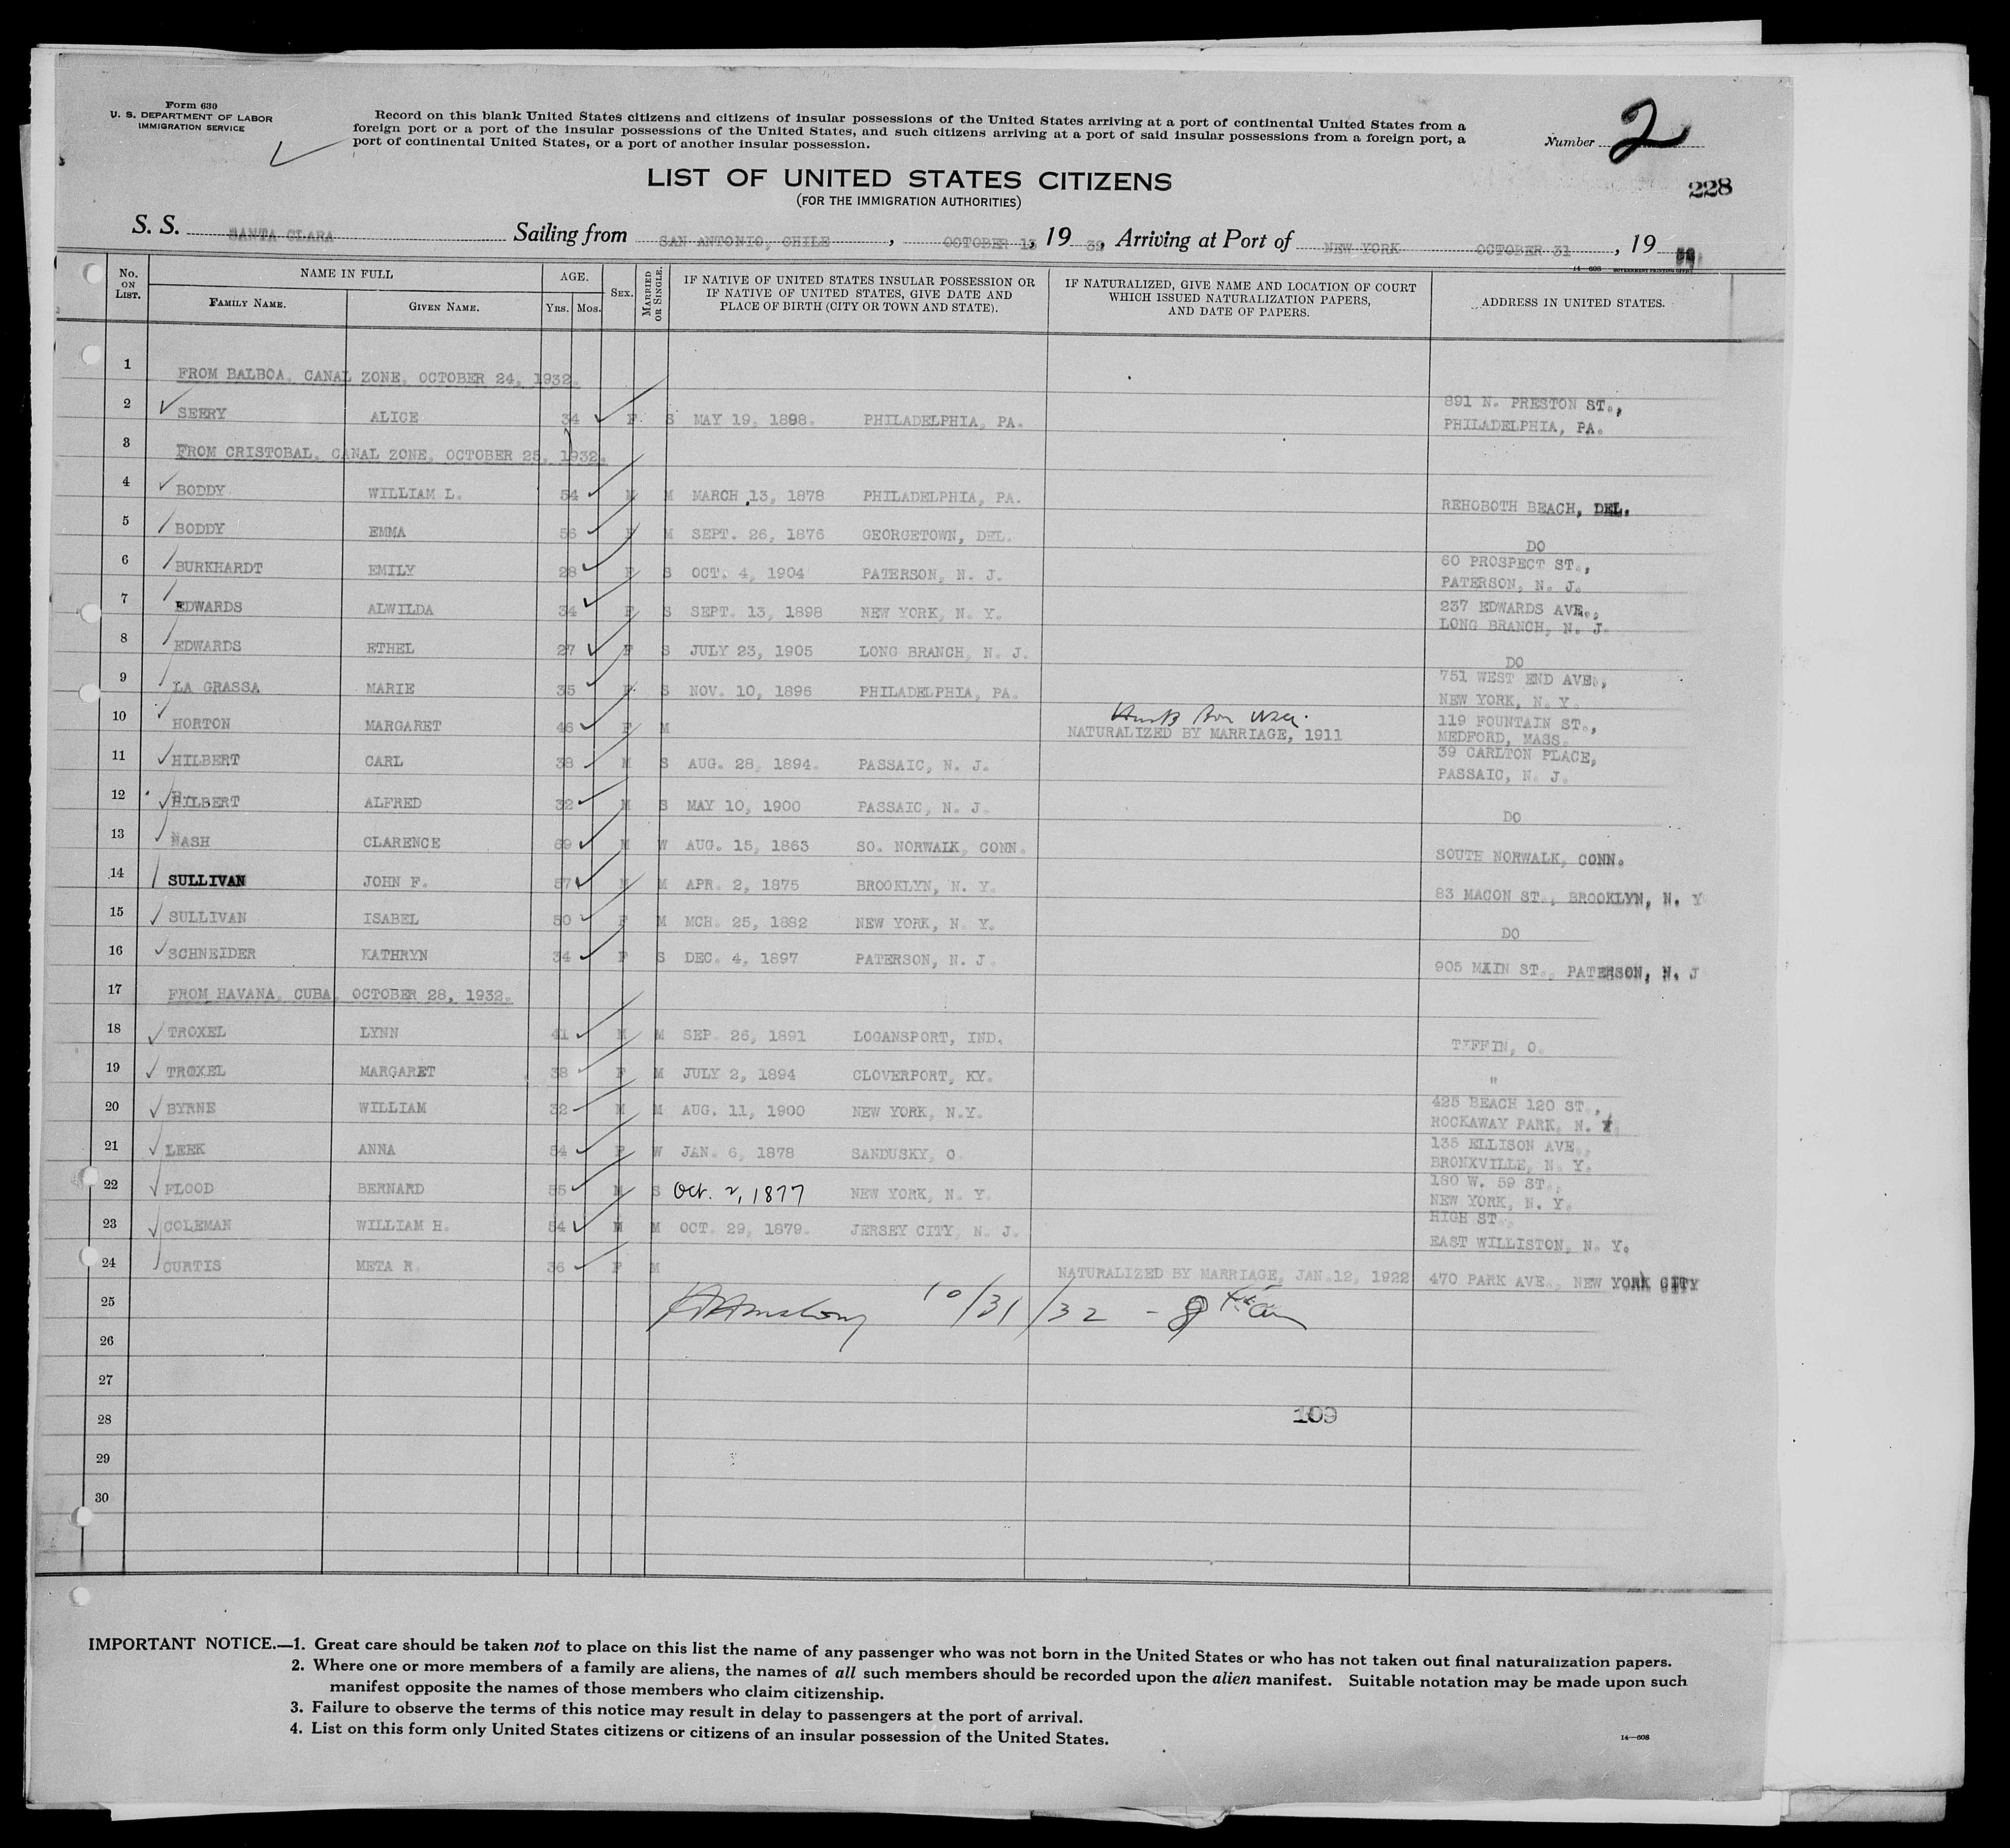 Form 630
U. S. DEPARTMENT OF LABOR
IMMIGRATION SERVICE
Record on this blank United States citizens and citizens of insular possessions of the United States arriving at a port of continental United States from a
foreign port or a port of the insular possessions of the United States, and such citizens arriving at a port of said insular possessions from a foreign port, a
port of continental United States, or a port of another insular possession.
Number 2
228
LIST OF UNITED STATES CITIZENS
(FOR THE IMMIGRATION AUTHORITIES)
S. S. SANTA CLARA Sailing from SAN ANTONIO, CHILE, OCTOBER 13, 19 Arriving at Port of NEW YORK OCTOBER 31, 19
14—608 GOVERNMENT PRINTING OFFICE
No. ON LIST. NAME IN FULL FAMILY NAME. GIVEN NAME. AGE. YRS. MOS. SEX. MARRIED OR SINGLE. IF NATIVE OF UNITED STATES INSULAR POSSESSION OR IF NATIVE OF UNITED STATES, GIVE DATE AND PLACE OF BIRTH (CITY OR TOWN AND STATE). IF NATURALIZED, GIVE NAME AND LOCATION OF COURT WHICH ISSUED NATURALIZATION PAPERS, AND DATE OF PAPERS. ADDRESS IN UNITED STATES.
1 FROM BALBOA, CANAL ZONE, OCTOBER 24, 1932.
2 SEERY ALICE 34 F S MAY 19, 1898. PHILADELPHIA, PA. 891 N. PRESTON ST., PHILADELPHIA, PA.
3 FROM CRISTOBAL, CANAL ZONE, OCTOBER 25, 1932.
4 BODDY WILLIAM L. 54 M M MARCH 13, 1878 PHILADELPHIA, PA. REHOBOTH BEACH, DEL.
5 BODDY EMMA 56 F M SEPT. 26, 1876 GEORGETOWN, DEL. DO
6 BURKHARDT EMILY 28 F S OCT. 4, 1904 PATERSON, N. J. 60 PROSPECT ST., PATERSON, N. J.
7 EDWARDS ALWILDA 34 F S SEPT. 13, 1898 NEW YORK, N. Y. 237 EDWARDS AVE., LONG BRANCH, N. J.
8 EDWARDS ETHEL 27 F S JULY 23, 1905 LONG BRANCH, N. J. DO
9 LA GRASSA MARIE 35 F S NOV. 10, 1896 PHILADELPHIA, PA. 751 WEST END AVE., NEW YORK, N. Y.
10 HORTON MARGARET 46 F M NATURALIZED BY MARRIAGE, 1911 119 FOUNTAIN ST., MEDFORD, MASS.
11 HILBERT CARL 38 M S AUG. 28, 1894. PASSAIC, N. J. 39 CARLTON PLACE, PASSAIC, N. J.
12 HILBERT ALFRED 32 M S MAY 10, 1900 PASSAIC, N. J. DO
13 NASH CLARENCE 69 M W AUG. 15, 1863 SO. NORWALK, CONN. SOUTH NORWALK, CONN.
14 SULLIVAN JOHN F. 57 M M APR. 2, 1875 BROOKLYN, N. Y. 83 MACON ST., BROOKLYN, N. Y
15 SULLIVAN ISABEL 50 F M MCH. 25, 1882 NEW YORK, N. Y. DO
16 SCHNEIDER KATHRYN 34 F S DEC. 4, 1897 PATERSON, N. J. 905 MAIN ST., PATERSON, N. J
17 FROM HAVANA, CUBA, OCTOBER 28, 1932.
18 TROXEL LYNN 41 M M SEP. 26, 1891 LOGANSPORT, IND. TIFFIN, O.
19 TROXEL MARGARET 38 F M JULY 2, 1894 CLOVERPORT, KY. "
20 BYRNE WILLIAM 32 M M AUG. 11, 1900 NEW YORK, N.Y. 425 BEACH 120 ST., ROCKAWAY PARK, N. Y.
21 LEEK ANNA 54 F W JAN. 6, 1878 SANDUSKY, O. 135 ELLISON AVE., BRONXVILLE, N. Y.
22 FLOOD BERNARD 55 M S Oct. 2, 1877 NEW YORK, N. Y. 180 W. 59 ST., NEW YORK, N. Y.
23 COLEMAN WILLIAM H. 54 M M OCT. 29, 1879. JERSEY CITY, N. J. HIGH ST., EAST WILLISTON, N. Y.
24 CURTIS META R. 36 F M NATURALIZED BY MARRIAGE, JAN.12, 1922 470 PARK AVE., NEW YORK CITY
25 10/31/32
26
27
28 109
29
30
IMPORTANT NOTICE.—1. Great care should be taken not to place on this list the name of any passenger who was not born in the United States or who has not taken out final naturalization papers.
2. Where one or more members of a family are aliens, the names of all such members should be recorded upon the alien manifest. Suitable notation may be made upon such
manifest opposite the names of those members who claim citizenship.
3. Failure to observe the terms of this notice may result in delay to passengers at the port of arrival.
4. List on this form only United States citizens or citizens of an insular possession of the United States.
14—608